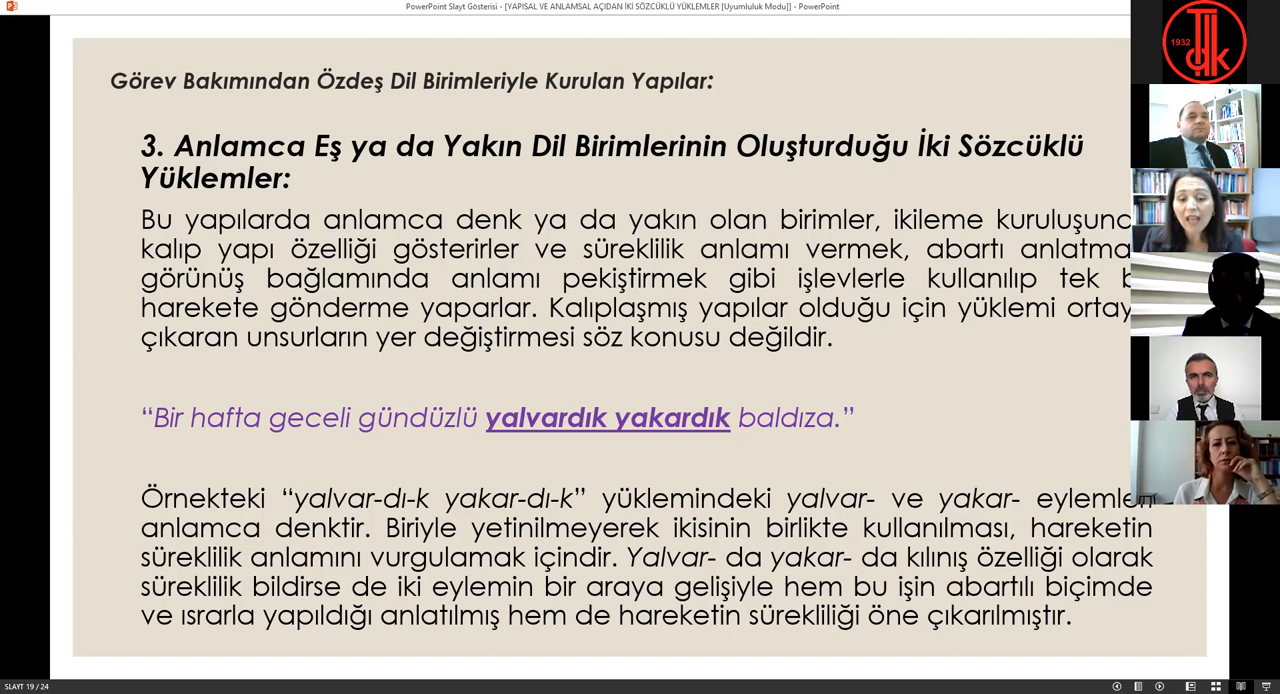 PowerPoint Slayt Gösterisi - [YAPISAL VE ANLAMSAL AÇIDAN İKİ SÖZCÜKLÜ YÜKLEMLER [Uyumluluk Modu]] - PowerPoint
1932
Görev Bakımından Özdeş Dil Birimleriyle Kurulan Yapılar:
3. Anlamca Eş ya da Yakın Dil Birimlerinin Oluşturduğu İki Sözcüklü
Yüklemler:
Bu yapılarda anlamca denk ya da yakın olan birimler, ikileme
kalıp yapı özelliği gösterirler ve süreklilik anlamı vermek, abartı
görünüş bağlamında anlamı pekiştirmek gibi işlevlerle kullanılıp tek
harekete gönderme yaparlar. Kalıplaşmış yapılar olduğu için yüklemi
çıkaran unsurların yer değiştirmesi söz konusu değildir.
“Bir hafta geceli gündüzlü yalvardık yakardık baldıza.”
Örnekteki “yalvar-dı-k yakar-dı-k” yüklemindeki yalvar- ve yakar- eylemleri
anlamca denktir. Biriyle yetinilmeyerek ikisinin birlikte kullanılması, hareketin
süreklilik anlamını vurgulamak içindir. Yalvar- da yakar- da kılınış özelliği olarak
süreklilik bildirse de iki eylemin bir araya gelişiyle hem bu işin abartılı biçimde
ve ısrarla yapıldığı anlatılmış hem de hareketin sürekliliği öne çıkarılmıştır.
SLAYT 19 / 24